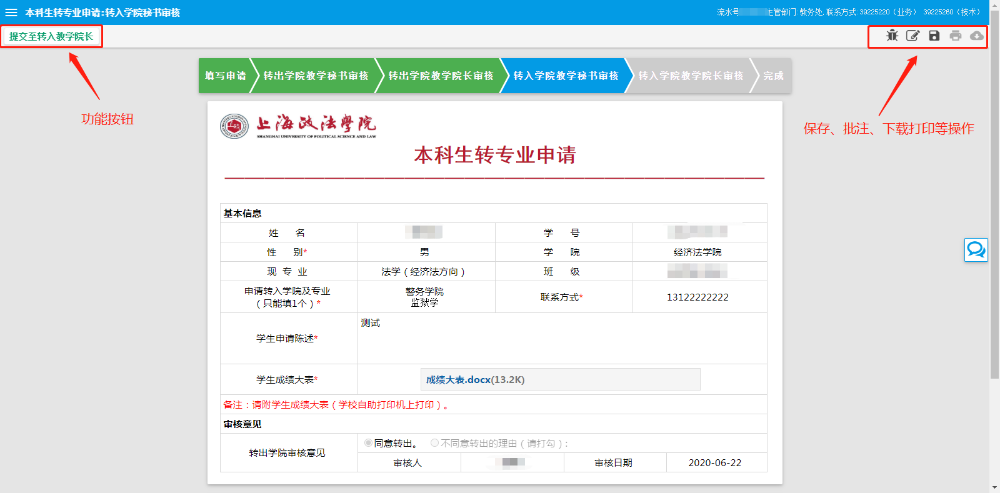 本科生转专业申请:转入学院秘书审核
流水号 主管部门:教务处, 联系方式:39225220（业务） 39225260（技术）
提交至转入教学院长
填写申请 转出学院教学秘书审核 转出学院教学院长审核 转入学院教学秘书审核 转入学院教学院长审核 完成
功能按钮
保存、批注、下载打印等操作
上海政法學院
SHANGHAI UNIVERSITY OF POLITICAL SCIENCE AND LAW
本科生转专业申请
基本信息
姓 名 学 号
性 别* 男 学 院 经济法学院
现 专 业 法学（经济法方向） 班 级
申请转入学院及专业
（只能填1个）*
警务学院
监狱学
联系方式* 13122222222
学生申请陈述* 测试
学生成绩大表* 成绩大表.docx(13.2K)
备注：请附学生成绩大表（学校自助打印机上打印）。
审核意见
转出学院审核意见
同意转出。 不同意转出的理由（请打勾）:
审核人 审核日期 2020-06-22